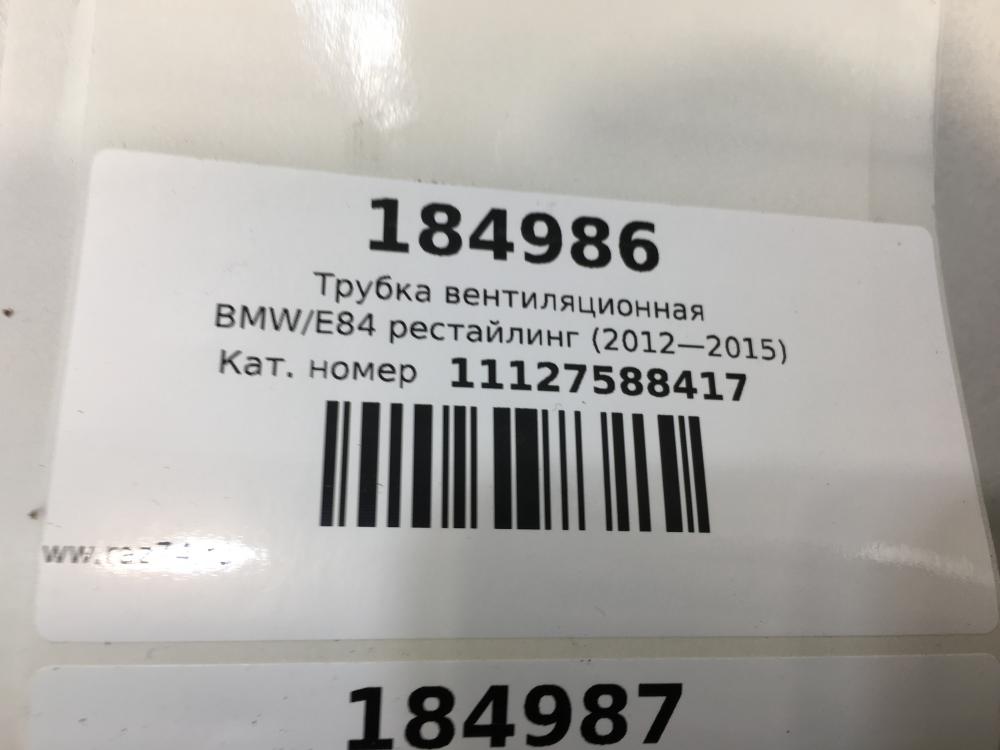 184986
Трубка вентиляционная
BMW/E84 рестайлинг (2012—2015)
Кат. номер 11127588417
184987